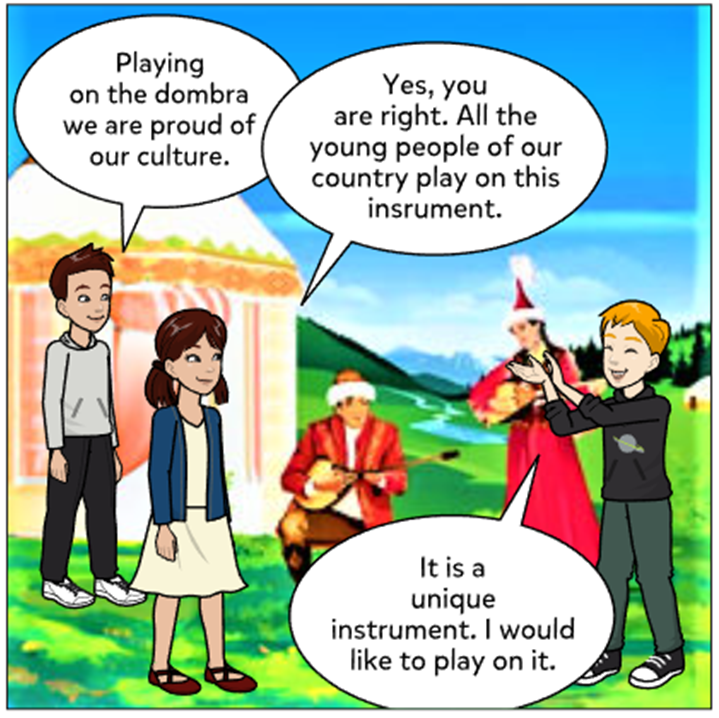 Playing
on the dombra
we are proud of
our culture.
Yes, you
are right. All the
young people of our
country play on this
insrument.
It is a
unique
instrument. I would
like to play on it.